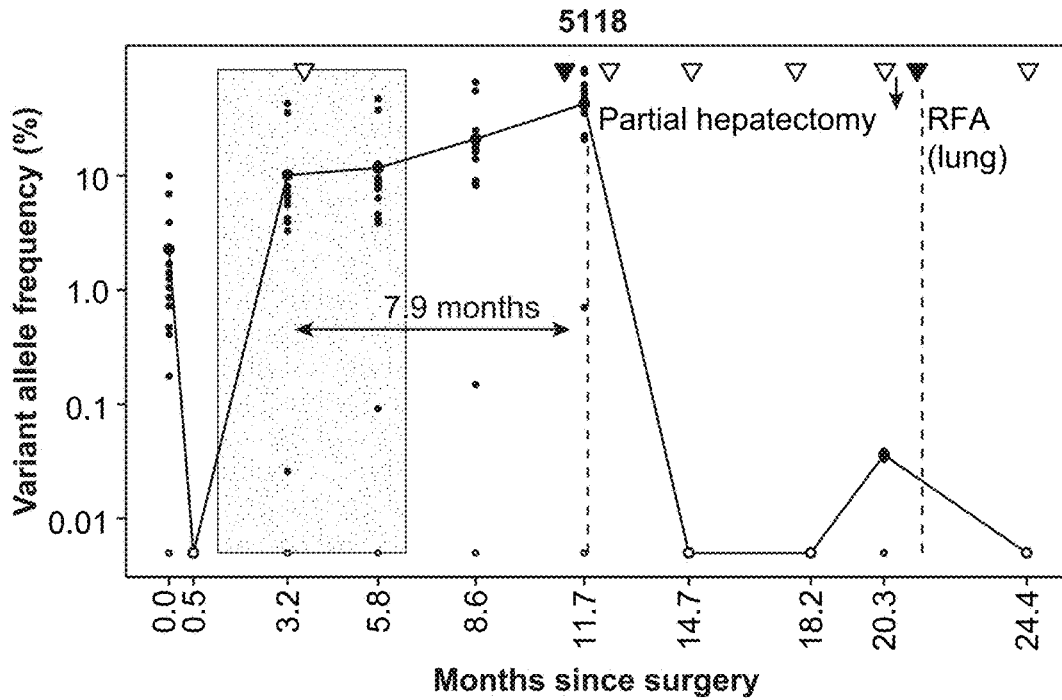 5118
Variant allele frequency (%)
10
1.0
0.1
0.01
Partial hepatectomy
RFA
(lung)
7.9 months
0.0
0.5
3.2
5.8
8.6
11.7
14.7
18.2
20.3
24.4
Months since surgery